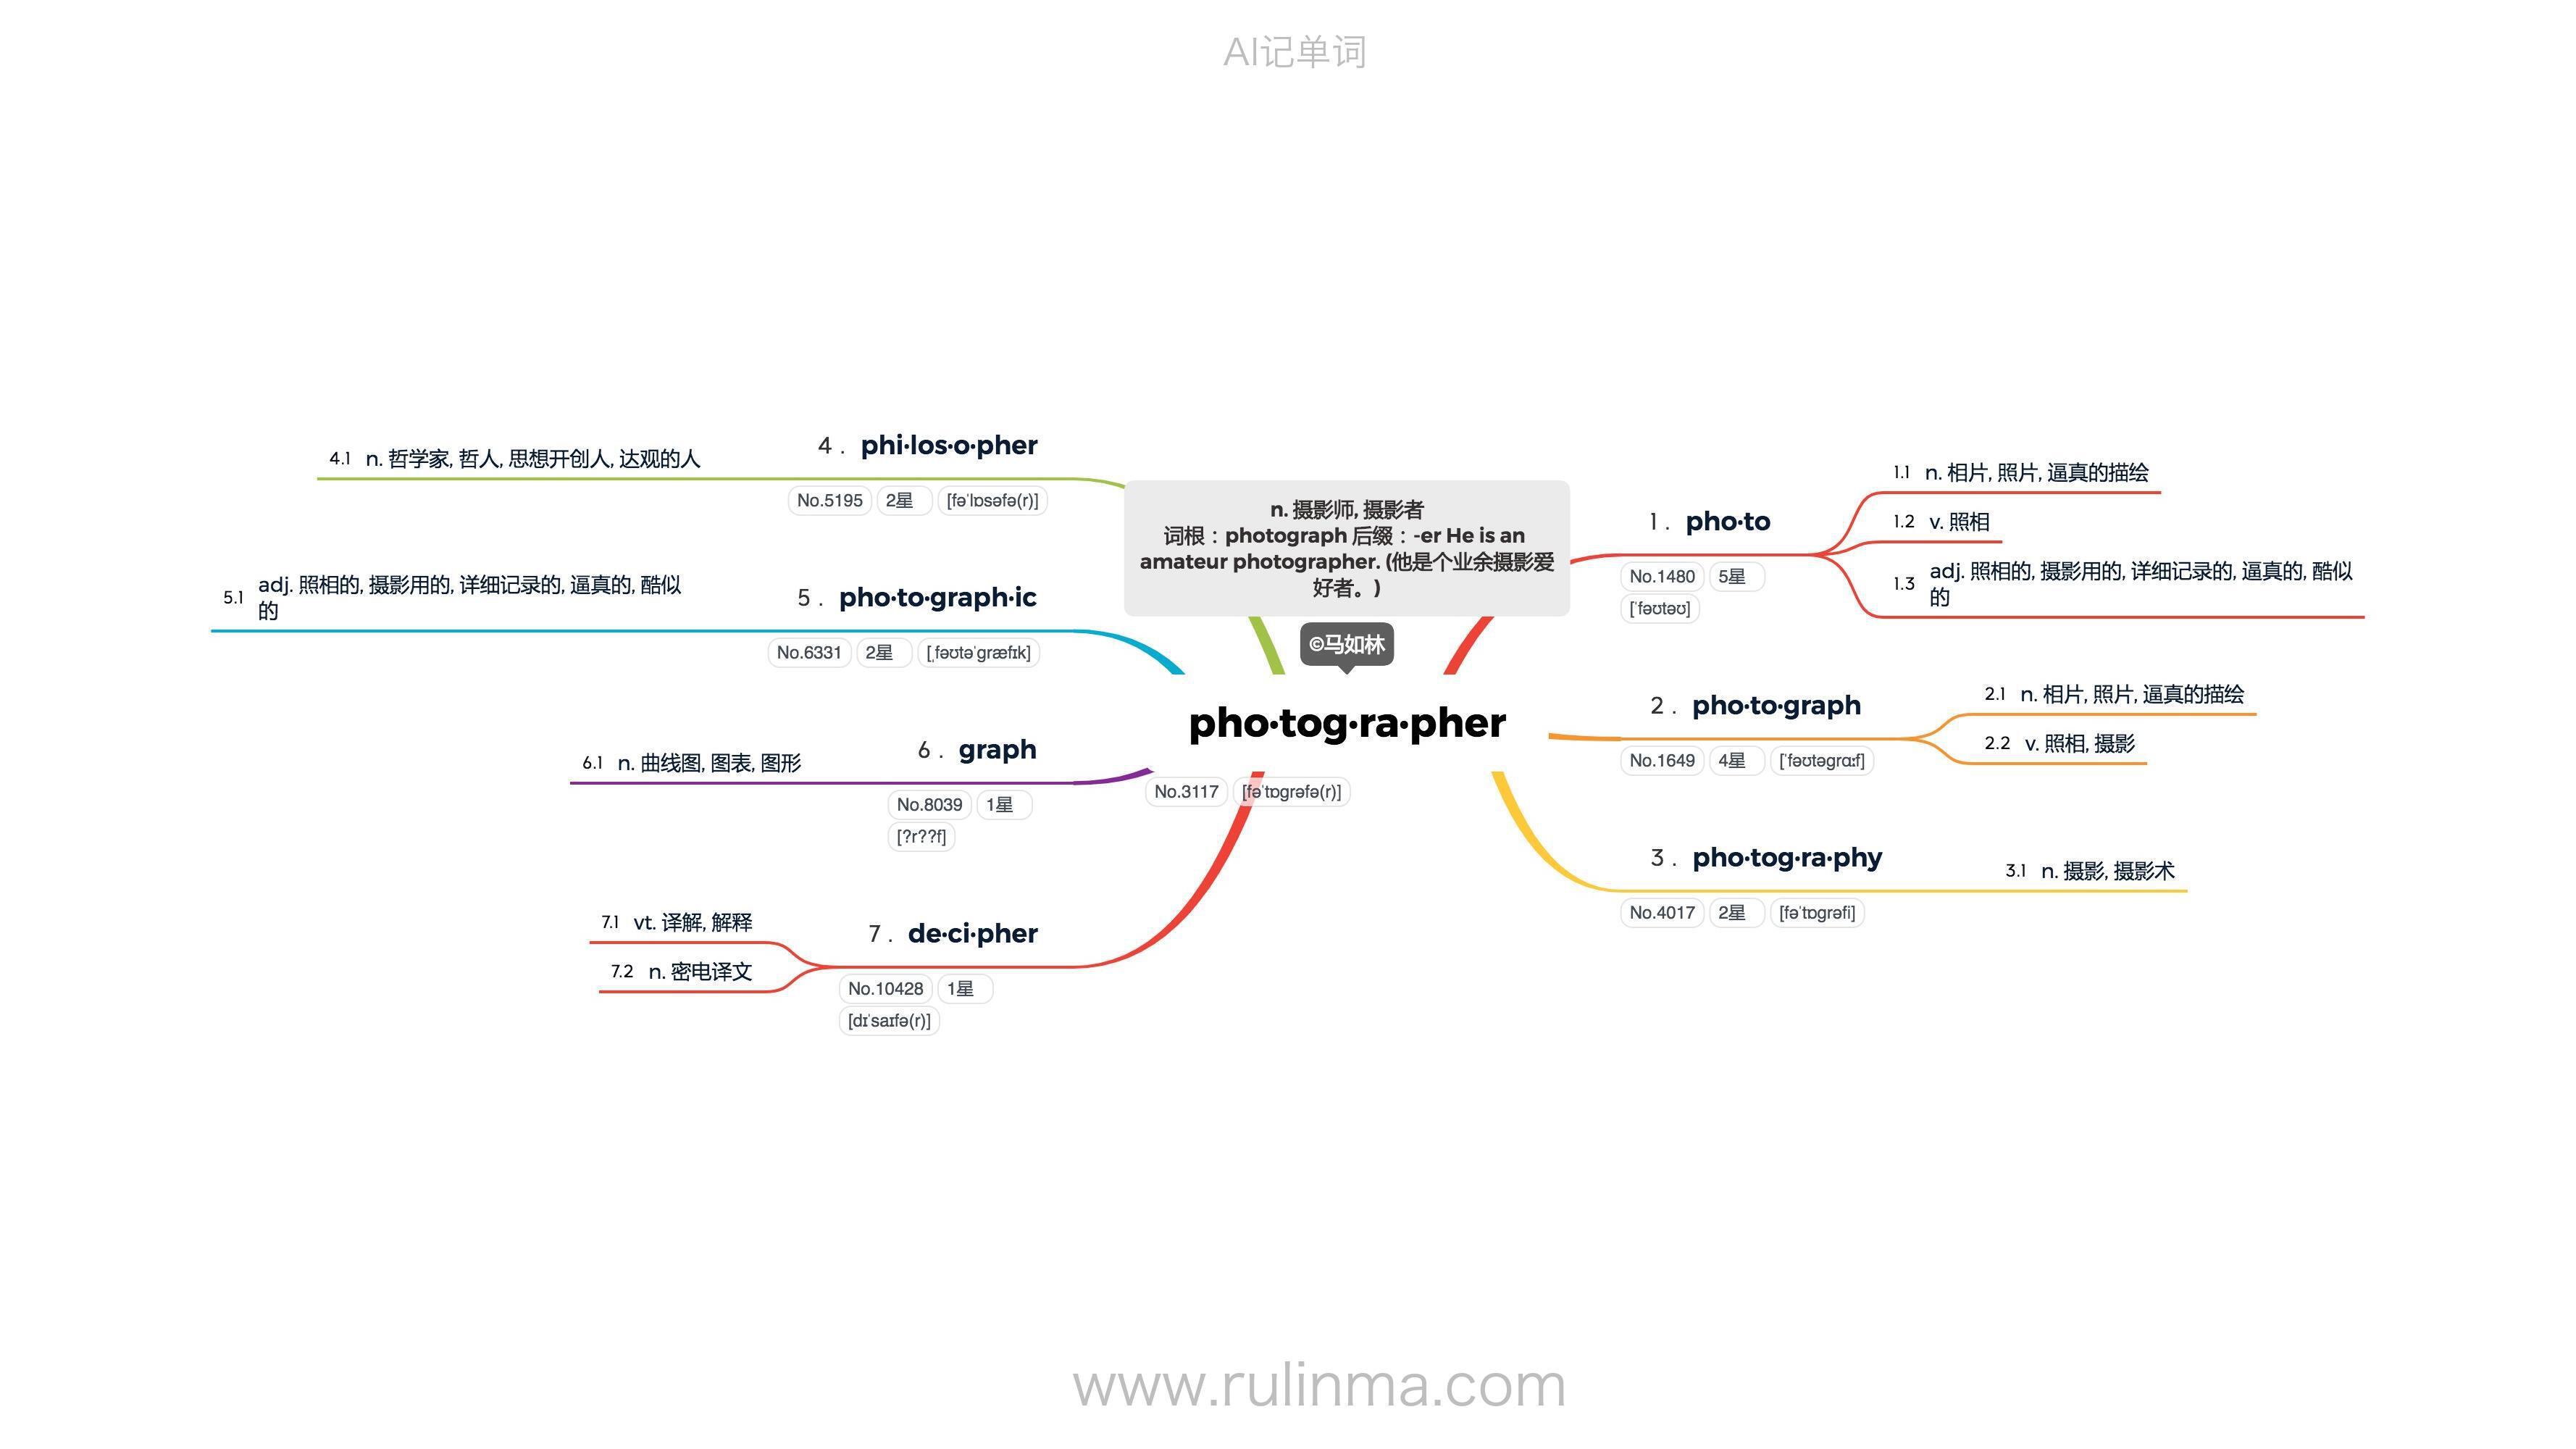 AI记单词
n. 摄影师, 摄影者
词根：photograph 后缀：-er He is an
amateur photographer. (他是个业余摄影爱
好者。)
©马如林
pho·tog·ra·pher
No.3117 [fəˈtɒɡrəfə(r)]
1. pho·to
No.1480 5星
[ˈfəʊtəʊ]
1.1 n. 相片, 照片, 逼真的描绘
1.2 v. 照相
1.3 adj. 照相的, 摄影用的, 详细记录的, 逼真的, 酷似
的
2. pho·to·graph
No.1649 4星 [ˈfəʊtəɡrɑːf]
2.1 n. 相片, 照片, 逼真的描绘
2.2 v. 照相, 摄影
3. pho·tog·ra·phy
No.4017 2星 [fəˈtɒɡrəfi]
3.1 n. 摄影, 摄影术
4. phi·los·o·pher
No.5195 2星 [fəˈlɒsəfə(r)]
4.1 n. 哲学家, 哲人, 思想开创人, 达观的人
5. pho·to·graph·ic
No.6331 2星 [ˌfəʊtəˈɡræfɪk]
5.1 adj. 照相的, 摄影用的, 详细记录的, 逼真的, 酷似
的
6. graph
No.8039 1星
[?r??f]
6.1 n. 曲线图, 图表, 图形
7. de·ci·pher
No.10428 1星
[dɪˈsaɪfə(r)]
7.1 vt. 译解, 解释
7.2 n. 密电译文
www.rulinma.com